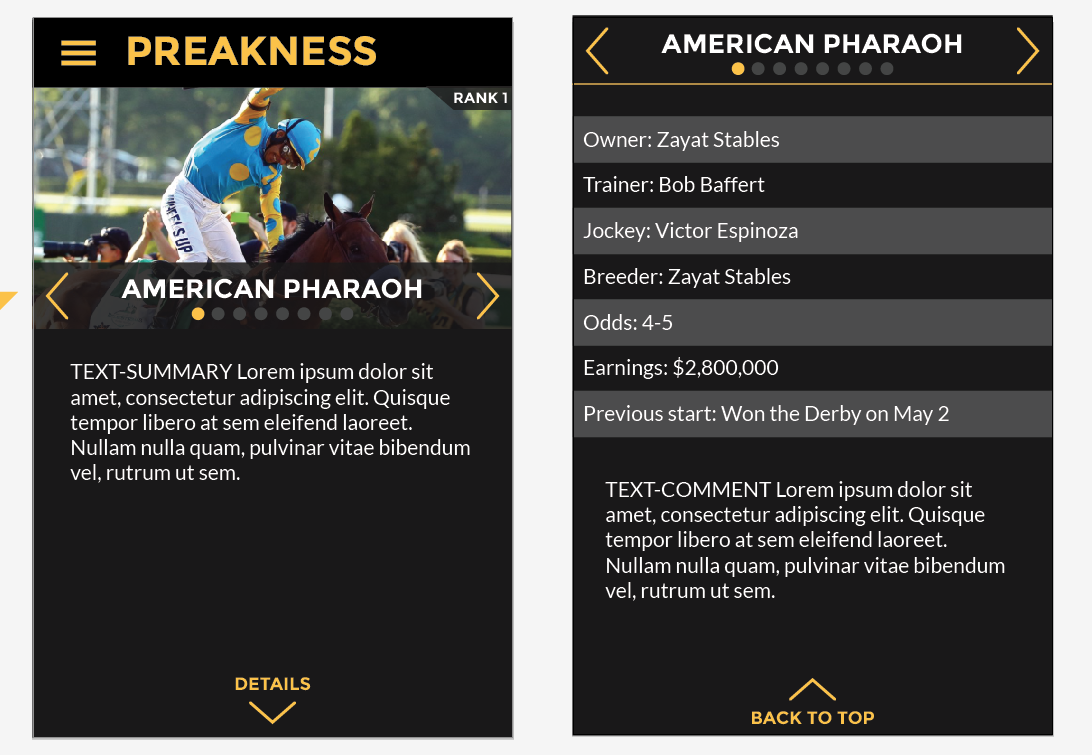 PREAKNESS
RANK 1
WHEELS UP
AMERICAN PHARAOH
TEXT-SUMMARY Lorem ipsum dolor sit
amet, consectetur adipiscing elit. Quisque
tempor libero at sem eleifend laoreet.
Nullam nulla quam, pulvinar vitae bibendum
vel, rutrum ut sem.
DETAILS
AMERICAN PHARAOH
Owner: Zayat Stables
Trainer: Bob Baffert
Jockey: Victor Espinoza
Breeder: Zayat Stables
Odds: 4-5
Earnings: $2,800,000
Previous start: Won the Derby on May 2
TEXT-COMMENT Lorem ipsum dolor sit
amet, consectetur adipiscing elit. Quisque
tempor libero at sem eleifend laoreet.
Nullam nulla quam, pulvinar vitae bibendum
vel, rutrum ut sem.
BACK TO TOP